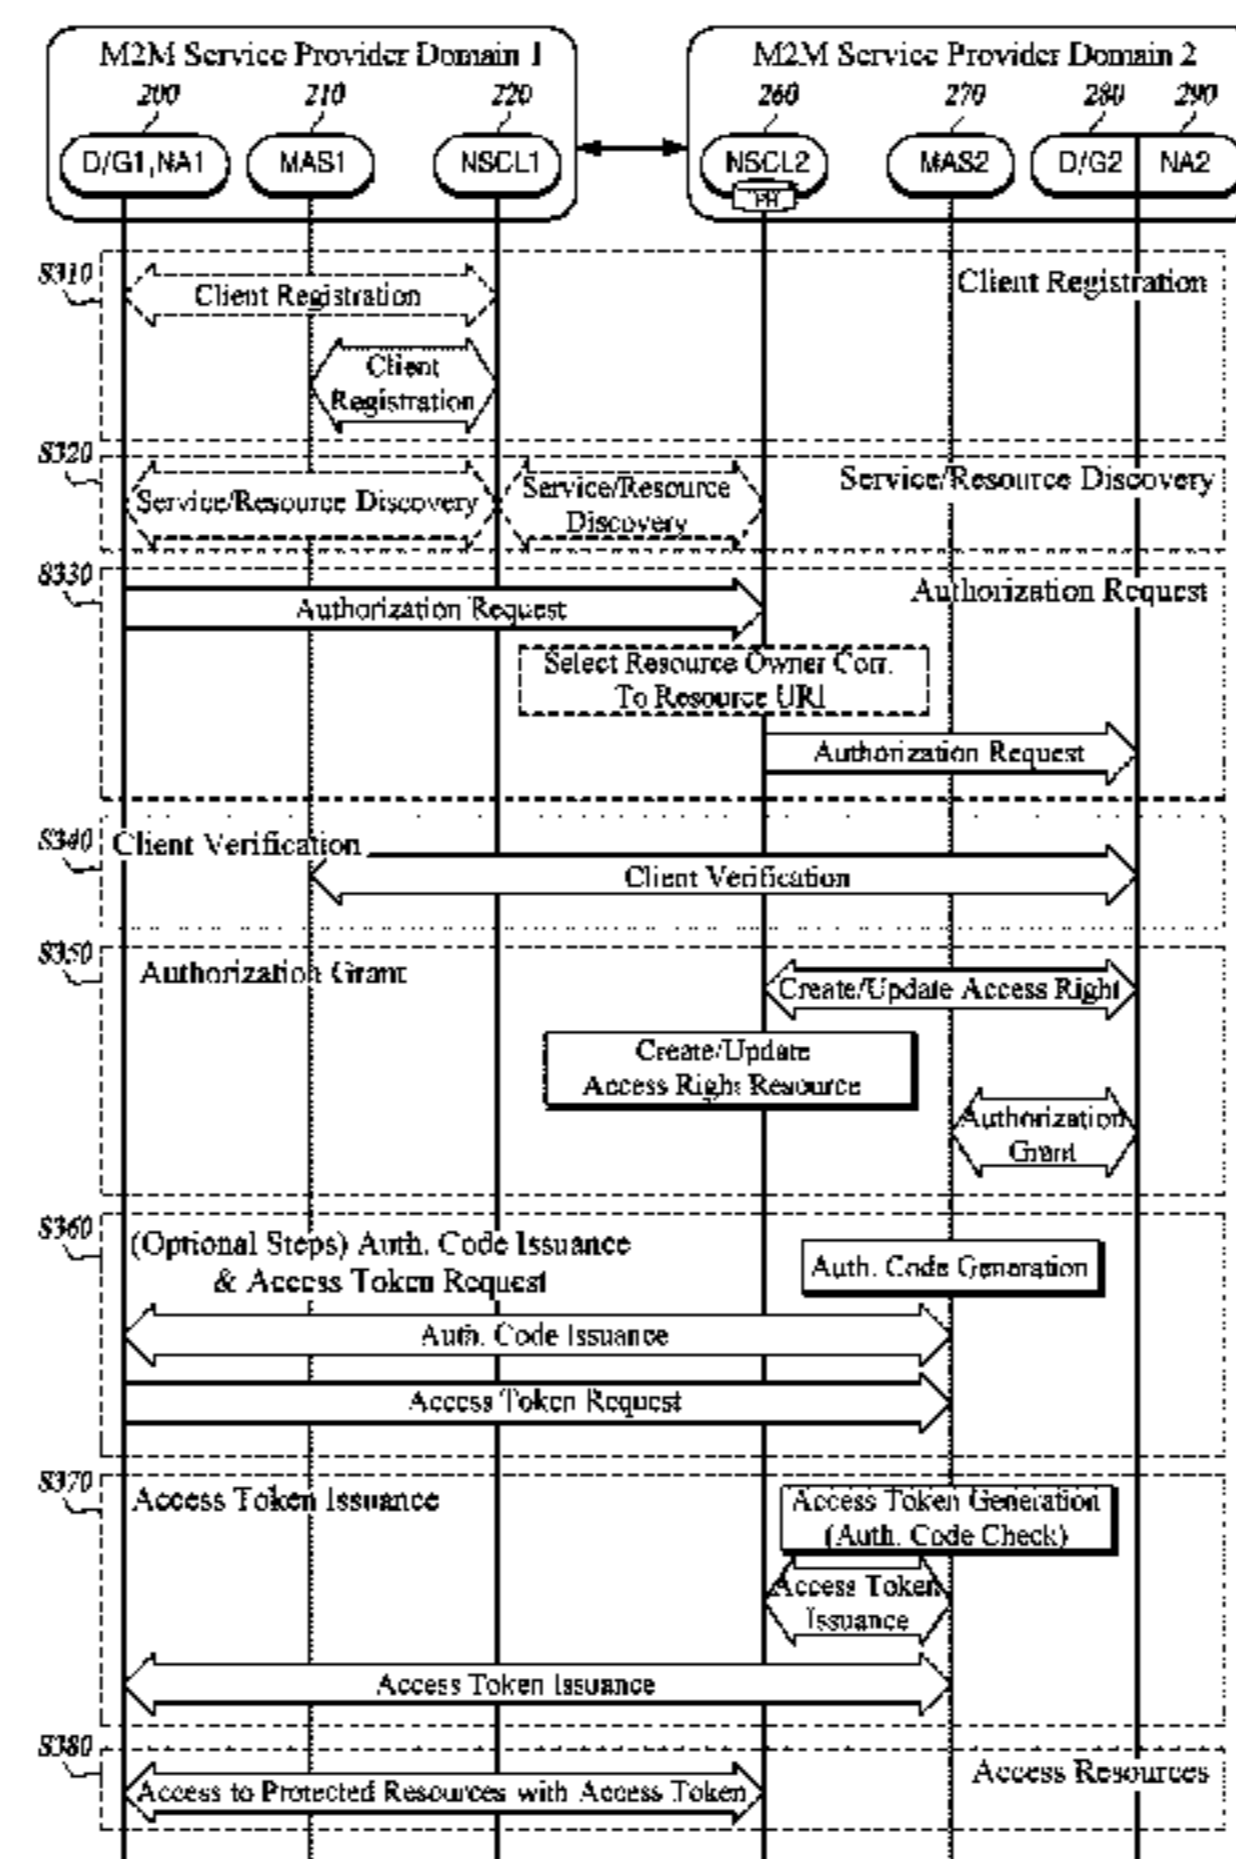 M2M Service Provider Domain 1
M2M Service Provider Domain 2
200
210
220
260
270
280
290
D/G1,NA1
MAS1
NSCL1
NSCL2
MAS2
D/G2
NA2
S310
Client Registration
Client Registration
Client
Registration
S320
Service/Resource Discovery
Service/Resource Discovery
Service/Resource
Discovery
S330
Authorization Request
Authorization Request
Select Resource Owner Corr.
To Resource URI
Authorization Request
S340
Client Verification
Client Verification
S350
Authorization Grant
Create/Update Access Right
Create/Update
Access Right Resource
Authorization
Grant
S360
(Optional Steps) Auth. Code Issuance
& Access Token Request
Auth. Code Generation
Auth. Code Issuance
Access Token Request
S370
Access Token Issuance
Access Token Generation
(Auth. Code Check)
Access Token
Issuance
Access Token Issuance
S380
Access Resources
Access to Protected Resources with Access Token